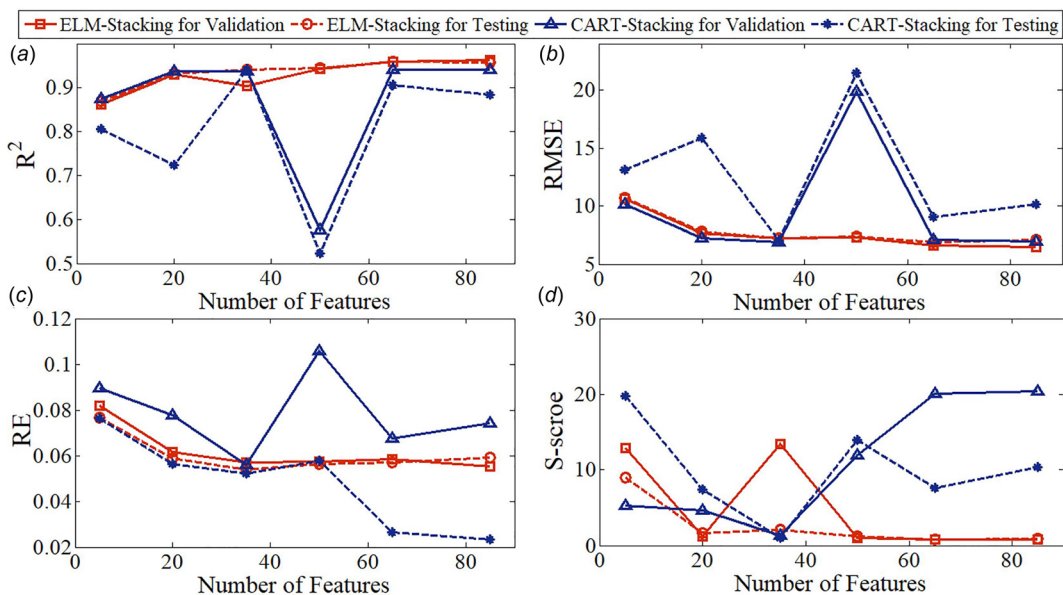 ELM-Stacking for Validation ELM-Stacking for Testing CART-Stacking for Validation CART-Stacking for Testing
(a)
R2
0.9
0.8
0.7
0.6
0.5
0 20 40 60 80
Number of Features
(b)
RMSE
20
15
10
5
0 20 40 60 80
Number of Features
(c)
RE
0.12
0.1
0.08
0.06
0.04
0.02
0 20 40 60 80
Number of Features
(d)
S-scroe
30
20
10
0
0 20 40 60 80
Number of Features